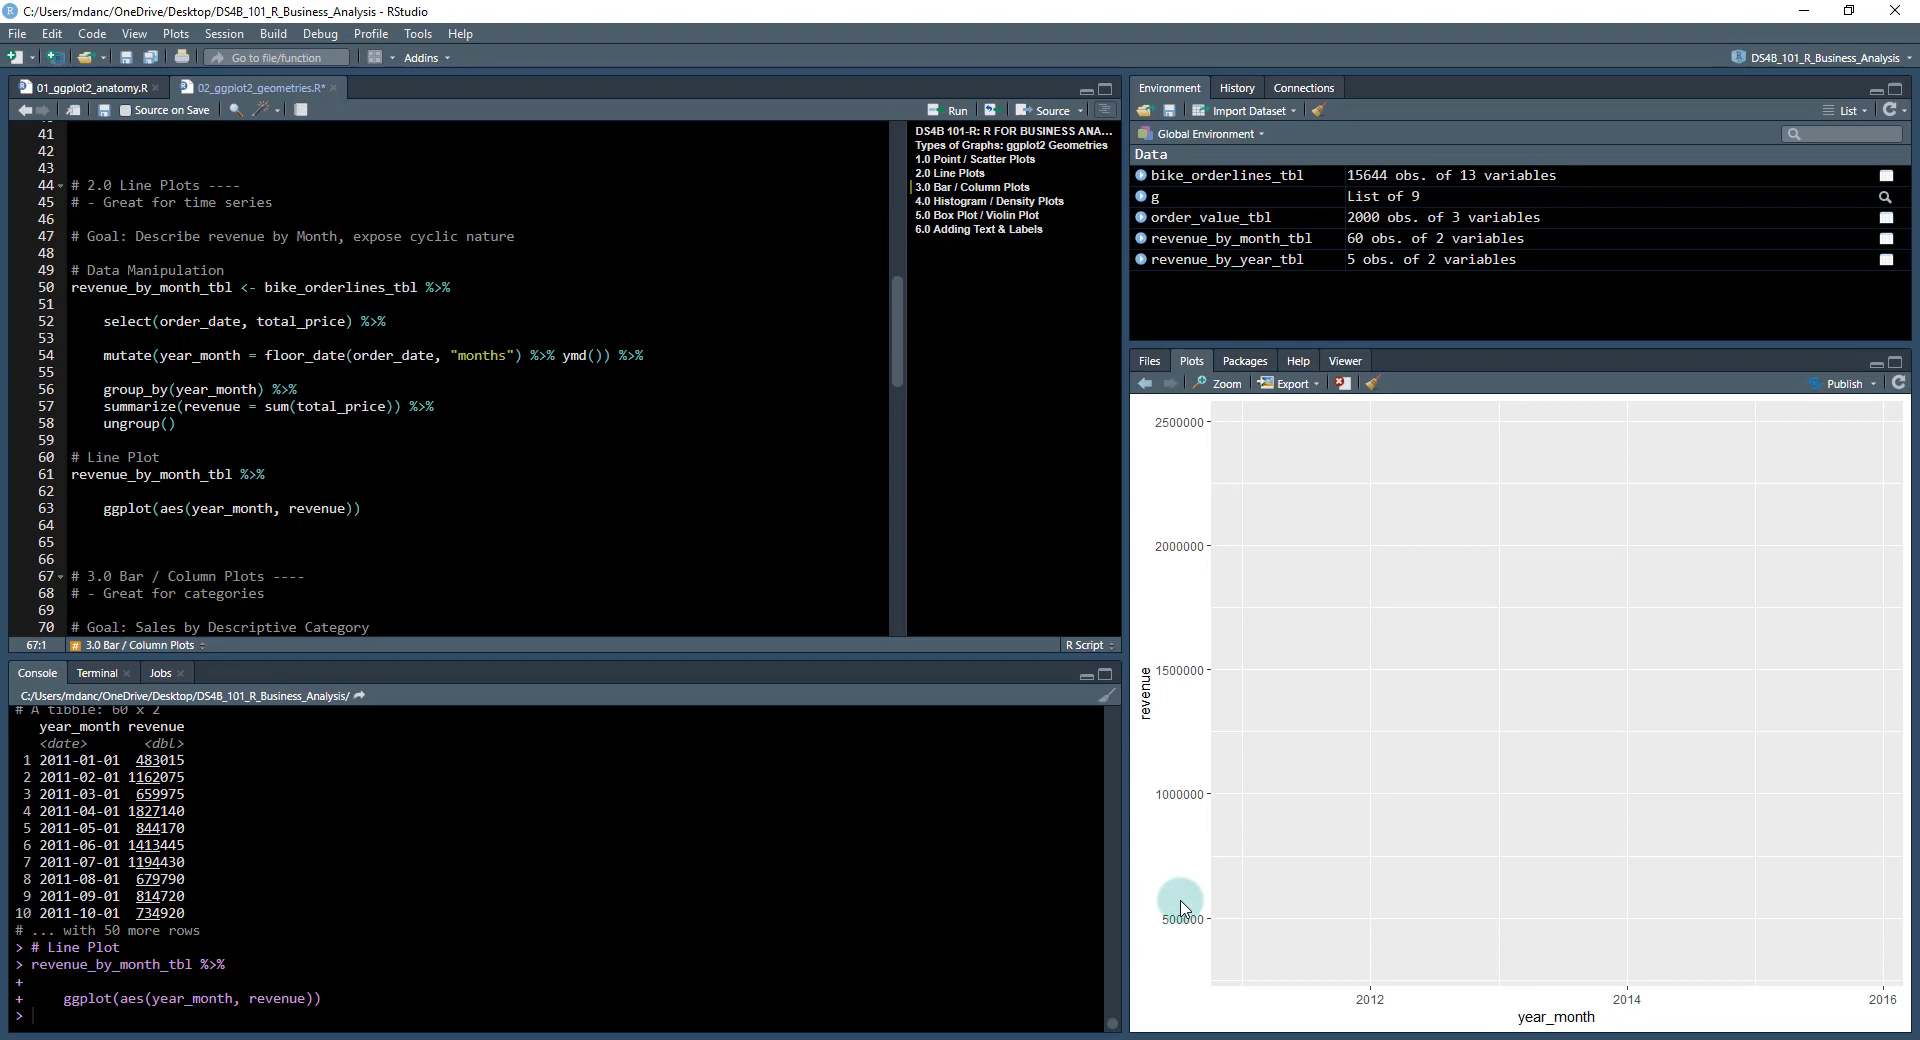 C:/Users/mdanc/OneDrive/Desktop/DS4B_101_R_Business_Analysis - RStudio
File Edit Code View Plots Session Build Debug Profile Tools Help
Go to file/function Addins DS4B_101_R_Business_Analysis
01_ggplot2_anatomy.R 02_ggplot2_geometries.R*
Source on Save Run Source
41
42
43
44 # 2.0 Line Plots ----
45 # - Great for time series
46
47 # Goal: Describe revenue by Month, expose cyclic nature
48
49 # Data Manipulation
50 revenue_by_month_tbl <- bike_orderlines_tbl %>%
51
52 select(order_date, total_price) %>%
53
54 mutate(year_month = floor_date(order_date, "months") %>% ymd()) %>%
55
56 group_by(year_month) %>%
57 summarize(revenue = sum(total_price)) %>%
58 ungroup()
59
60 # Line Plot
61 revenue_by_month_tbl %>%
62
63 ggplot(aes(year_month, revenue))
64
65
66
67 # 3.0 Bar / Column Plots ----
68 # - Great for categories
69
70 # Goal: Sales by Descriptive Category
67:1 # 3.0 Bar / Column Plots R Script
DS4B 101-R: R FOR BUSINESS ANA...
Types of Graphs: ggplot2 Geometries
1.0 Point / Scatter Plots
2.0 Line Plots
3.0 Bar / Column Plots
4.0 Histogram / Density Plots
5.0 Box Plot / Violin Plot
6.0 Adding Text & Labels
Console Terminal Jobs
C:/Users/mdanc/OneDrive/Desktop/DS4B_101_R_Business_Analysis/
# A tibble: 60 x 2
year_month revenue
<date> <dbl>
1 2011-01-01 483015
2 2011-02-01 1162075
3 2011-03-01 659975
4 2011-04-01 1827140
5 2011-05-01 844170
6 2011-06-01 1413445
7 2011-07-01 1194430
8 2011-08-01 679790
9 2011-09-01 814720
10 2011-10-01 734920
# ... with 50 more rows
> # Line Plot
> revenue_by_month_tbl %>%
+
+ ggplot(aes(year_month, revenue))
>
Environment History Connections
Import Dataset List
Global Environment
Data
bike_orderlines_tbl 15644 obs. of 13 variables
g List of 9
order_value_tbl 2000 obs. of 3 variables
revenue_by_month_tbl 60 obs. of 2 variables
revenue_by_year_tbl 5 obs. of 2 variables
Files Plots Packages Help Viewer
Zoom Export Publish
2500000
2000000
1500000
1000000
500000
revenue
2012 2014 2016
year_month